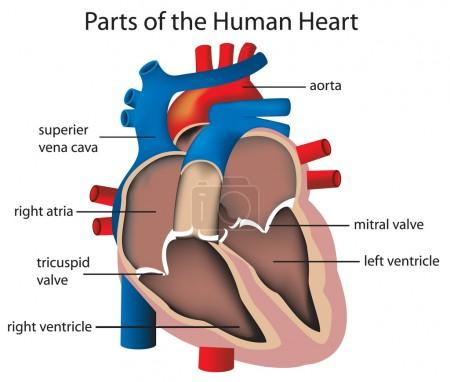 Parts of the Human Heart
aorta
superier
vena cava
right atria
mitral valve
tricuspid
valve
left ventricle
right ventricle